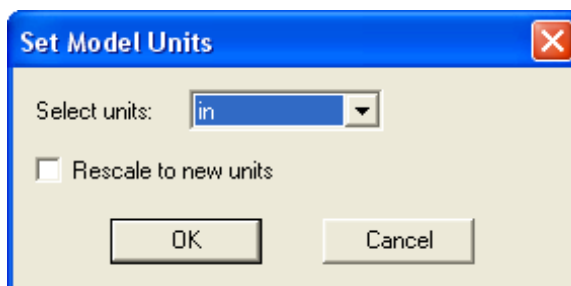 Set Model Units
Select units: in
Rescale to new units
OK Cancel